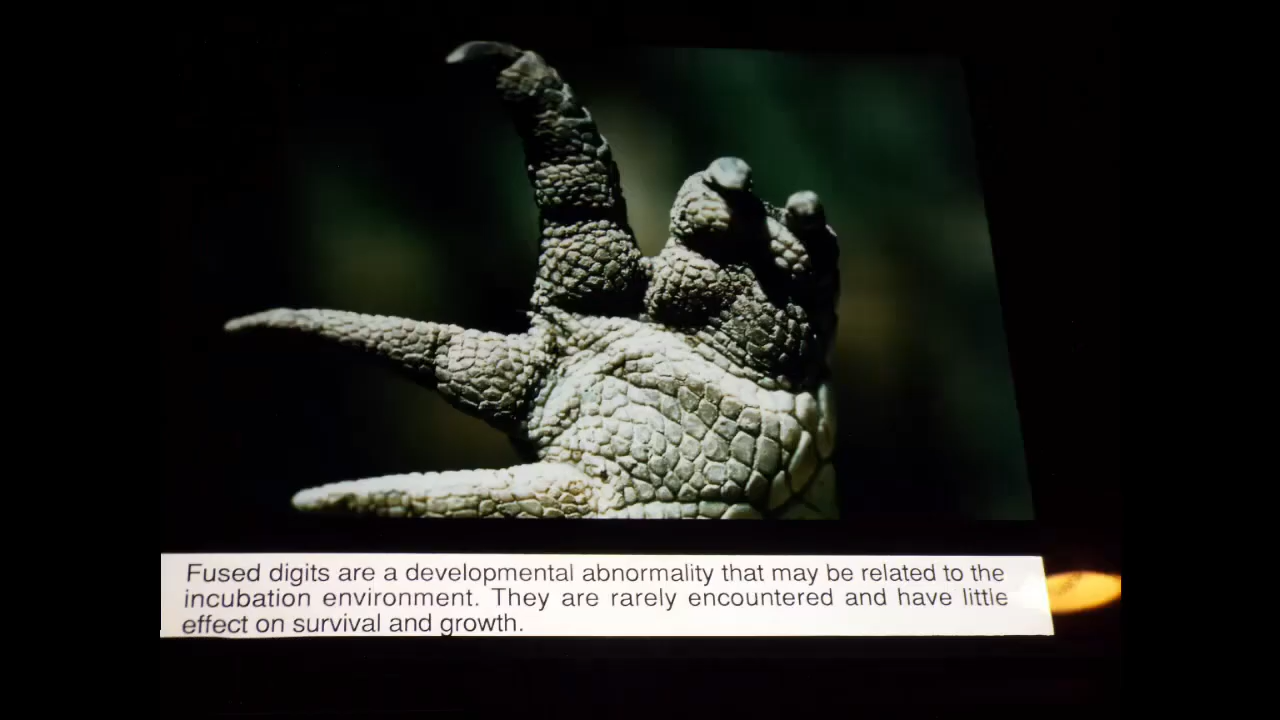 Fused digits are a developmental abnormality that may be related to the
incubation environment. They are rarely encountered and have little
effect on survival and growth.